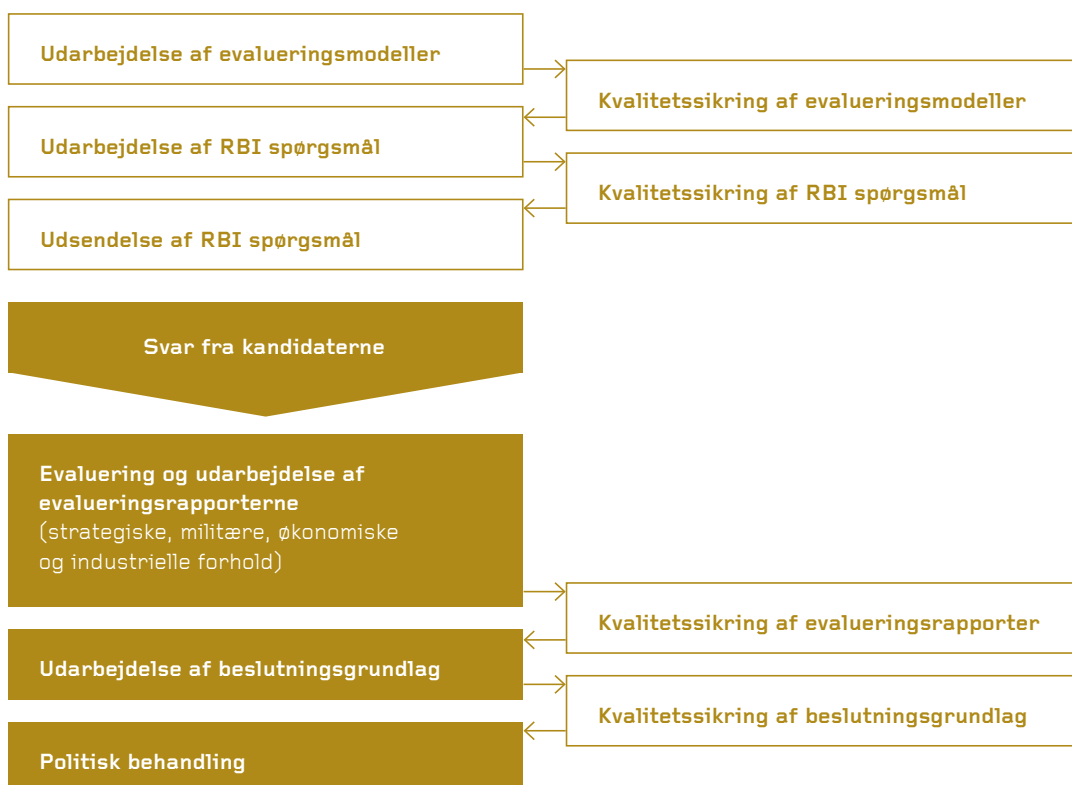 Udarbejdelse af evalueringsmodeller
Kvalitetssikring af evalueringsmodeller
Udarbejdelse af RBI spørgsmål
Kvalitetssikring af RBI spørgsmål
Udsendelse af RBI spørgsmål
Svar fra kandidaterne
Evaluering og udarbejdelse af
evalueringsrapporterne
(strategiske, militære, økonomiske
og industrielle forhold)
Kvalitetssikring af evalueringsrapporter
Udarbejdelse af beslutningsgrundlag
Kvalitetssikring af beslutningsgrundlag
Politisk behandling